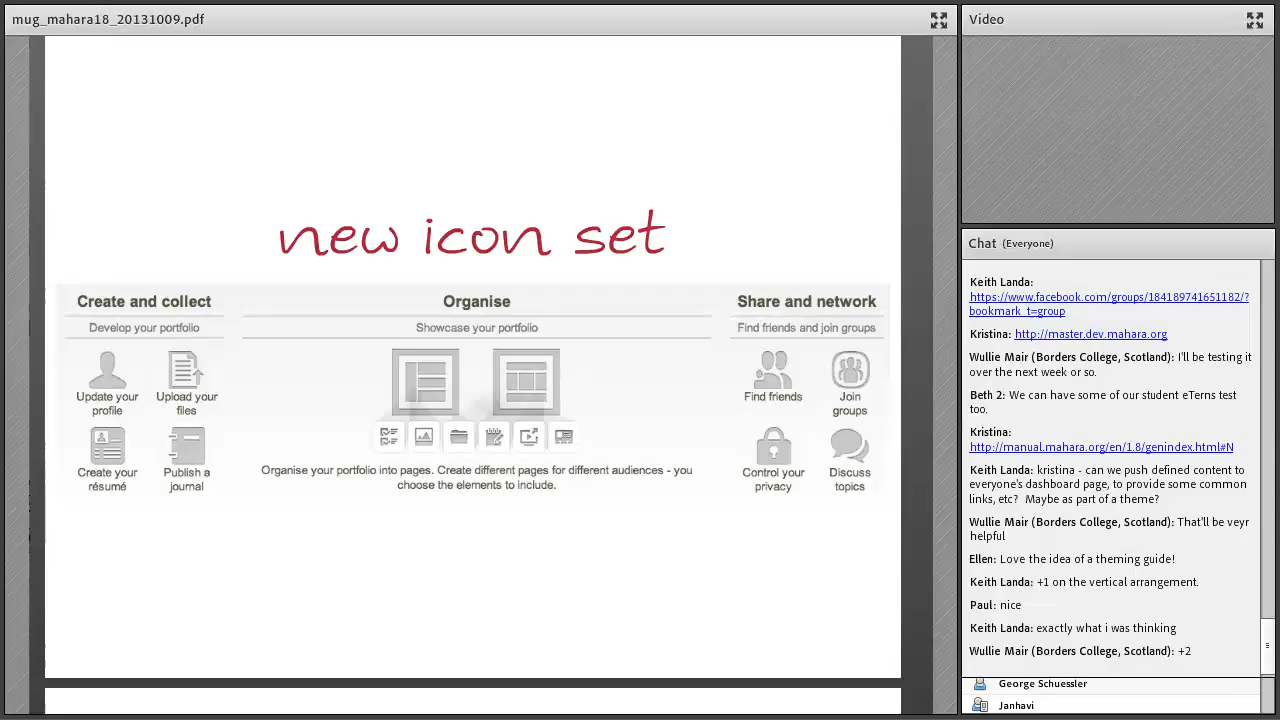 mug_mahara18_20131009.pdf
new icon set
Create and collect
Develop your portfolio
Update your
profile
Upload your
files
Create your
résumé
Publish a
journal
Organise
Showcase your portfolio
Organise your portfolio into pages. Create different pages for different audiences - you
choose the elements to include.
Share and network
Find friends and join groups
Find friends
Join
groups
Control your
privacy
Discuss
topics
Video
Chat (Everyone)
Keith Landa:
https://www.facebook.com/groups/184189741651182/?
bookmark_t=group
Kristina: http://master.dev.mahara.org
Wullie Mair (Borders College, Scotland): I'll be testing it
over the next week or so.
Beth 2: We can have some of our student eTerns test
too.
Kristina:
http://manual.mahara.org/en/1.8/genindex.html#N
Keith Landa: kristina - can we push defined content to
everyone's dashboard page, to provide some common
links, etc? Maybe as part of a theme?
Wullie Mair (Borders College, Scotland): That'll be veyr
helpful
Ellen: Love the idea of a theming guide!
Keith Landa: +1 on the vertical arrangement.
Paul: nice
Keith Landa: exactly what i was thinking
Wullie Mair (Borders College, Scotland): +2
George Schuessler
Janhavi